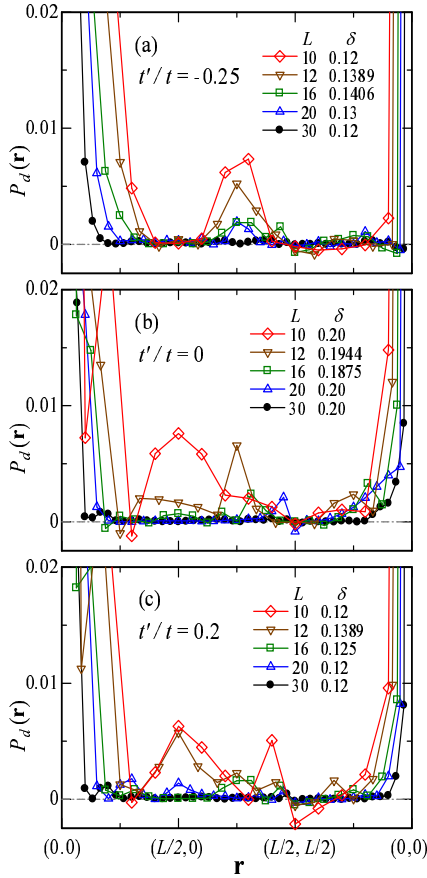 0.02
(a)
L δ
t′/t = -0.25
10 0.12
12 0.1389
16 0.1406
20 0.13
30 0.12
0.01
P_d(r)
0
0.02
(b)
L δ
t′/t = 0
10 0.20
12 0.1944
16 0.1875
20 0.20
30 0.20
0.01
P_d(r)
0
0.02
(c)
L δ
t′/t = 0.2
10 0.12
12 0.1389
16 0.125
20 0.12
30 0.12
0.01
P_d(r)
0
(0.0) (L/2,0) (L/2, L/2) (0,0)
r